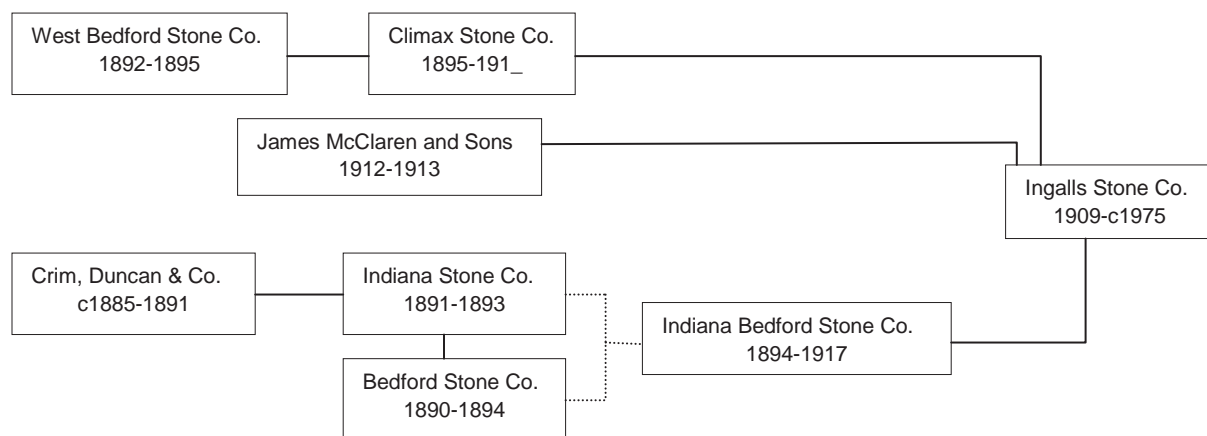 West Bedford Stone Co.
1892-1895
Climax Stone Co.
1895-191_
James McClaren and Sons
1912-1913
Ingalls Stone Co.
1909-c1975
Crim, Duncan & Co.
c1885-1891
Indiana Stone Co.
1891-1893
Indiana Bedford Stone Co.
1894-1917
Bedford Stone Co.
1890-1894